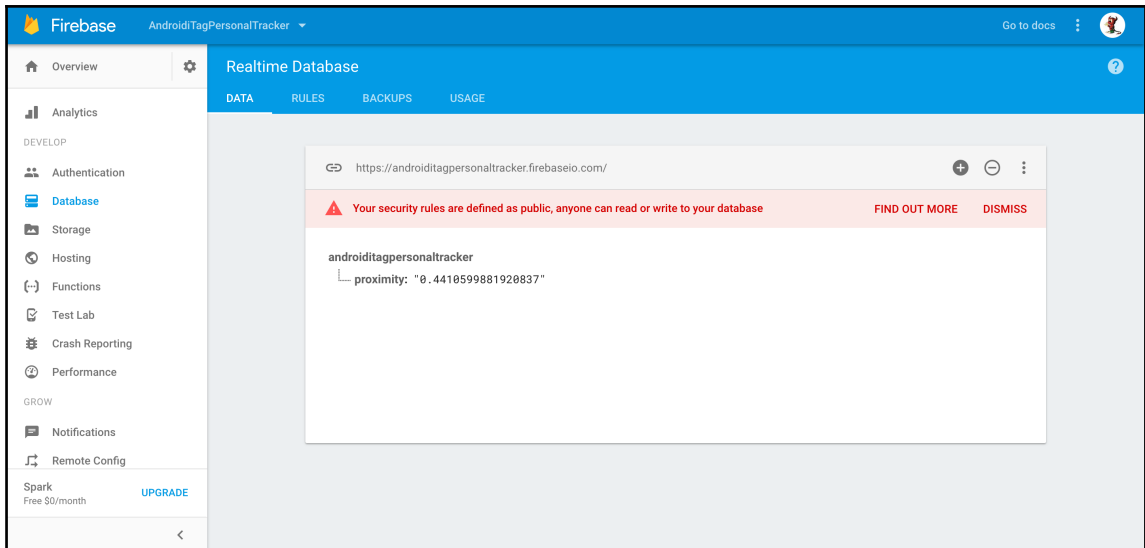 Firebase
AndroidiTagPersonalTracker
Go to docs
Overview
Realtime Database
DATA RULES BACKUPS USAGE
Analytics
DEVELOP
Authentication
Database
Storage
Hosting
Functions
Test Lab
Crash Reporting
Performance
GROW
Notifications
Remote Config
Spark
Free $0/month
UPGRADE
https://androiditagpersonaltracker.firebaseio.com/
Your security rules are defined as public, anyone can read or write to your database
FIND OUT MORE DISMISS
androiditagpersonaltracker
proximity: "0.4410599881920837"